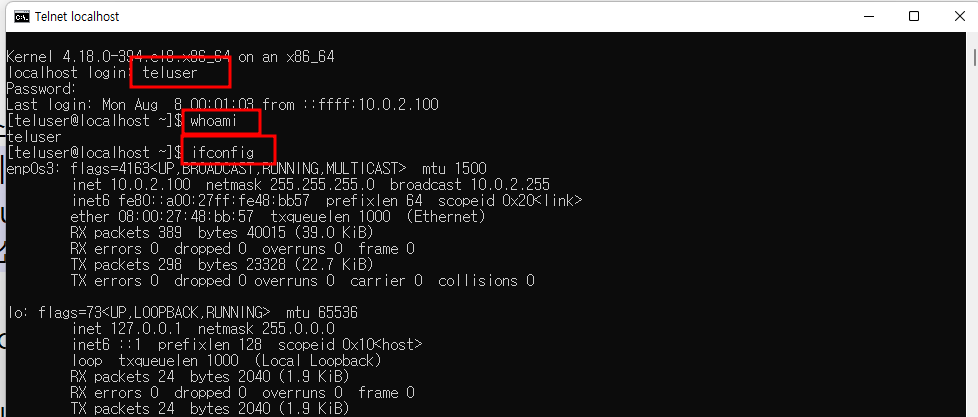 Telnet localhost
Kernel 4.18.0-394.el8.x86_64 on an x86_64
localhost login: teluser
Password:
Last login: Mon Aug  8 00:01:03 from ::ffff:10.0.2.100
[teluser@localhost ~]$ whoami
teluser
[teluser@localhost ~]$ ifconfig
enp0s3: flags=4163<UP,BROADCAST,RUNNING,MULTICAST>  mtu 1500
        inet 10.0.2.100  netmask 255.255.255.0  broadcast 10.0.2.255
        inet6 fe80::a00:27ff:fe48:bb57  prefixlen 64  scopeid 0x20<link>
        ether 08:00:27:48:bb:57  txqueuelen 1000  (Ethernet)
        RX packets 389  bytes 40015 (39.0 KiB)
        RX errors 0  dropped 0  overruns 0  frame 0
        TX packets 298  bytes 23328 (22.7 KiB)
        TX errors 0  dropped 0 overruns 0  carrier 0  collisions 0
lo: flags=73<UP,LOOPBACK,RUNNING>  mtu 65536
        inet 127.0.0.1  netmask 255.0.0.0
        inet6 ::1  prefixlen 128  scopeid 0x10<host>
        loop  txqueuelen 1000  (Local Loopback)
        RX packets 24  bytes 2040 (1.9 KiB)
        RX errors 0  dropped 0  overruns 0  frame 0
        TX packets 24  bytes 2040 (1.9 KiB)